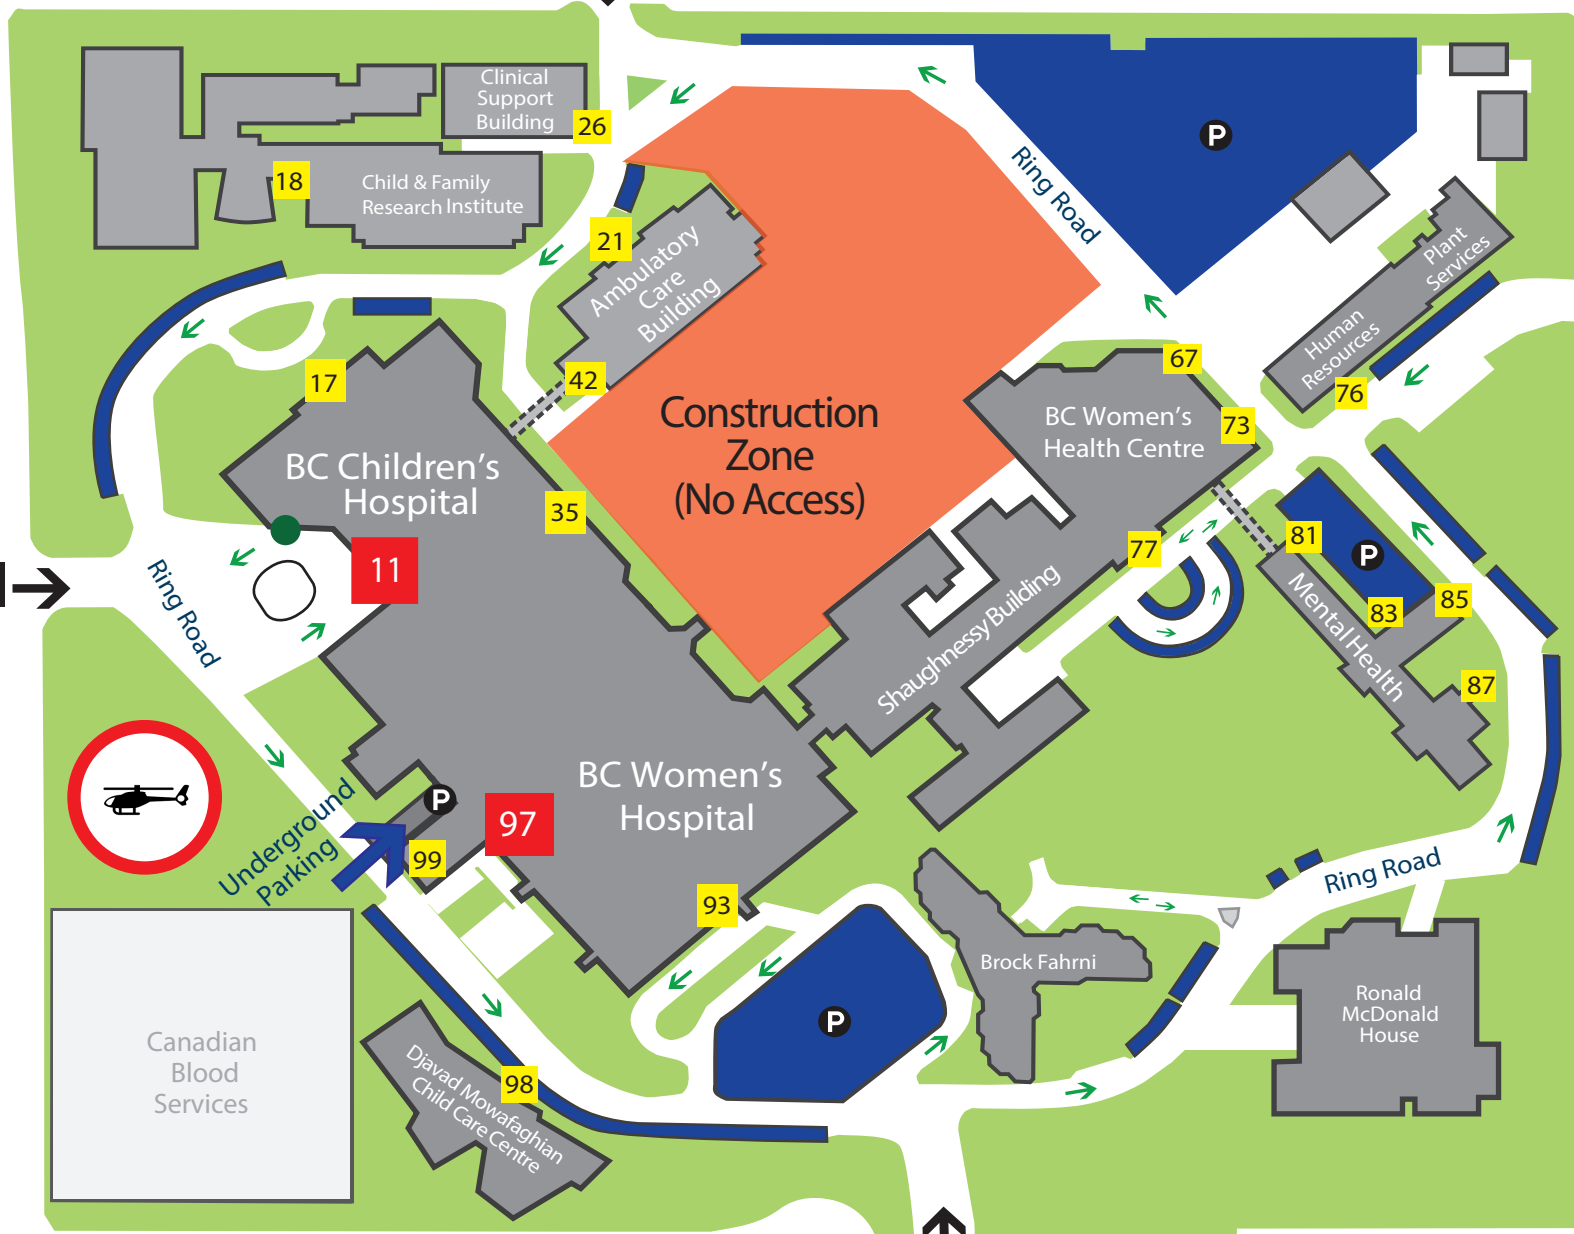 Clinical
Support
Building
26
18
Child & Family
Research Institute
21
Ambulatory
Care
Building
Ring Road
P
Plant
Services
Human
Resources
76
17
42
67
BC Women's
Health Centre
73
Construction
Zone
(No Access)
BC Children's
Hospital
35
11
77
81
P
83
85
Mental Health
87
Shaughnessy Building
Ring Road
BC Women's
Hospital
P
97
99
Underground
Parking
93
P
Brock Fahrni
Ring Road
Ronald
McDonald
House
Canadian
Blood
Services
98
Djavad Mowafaghian
Child Care Centre